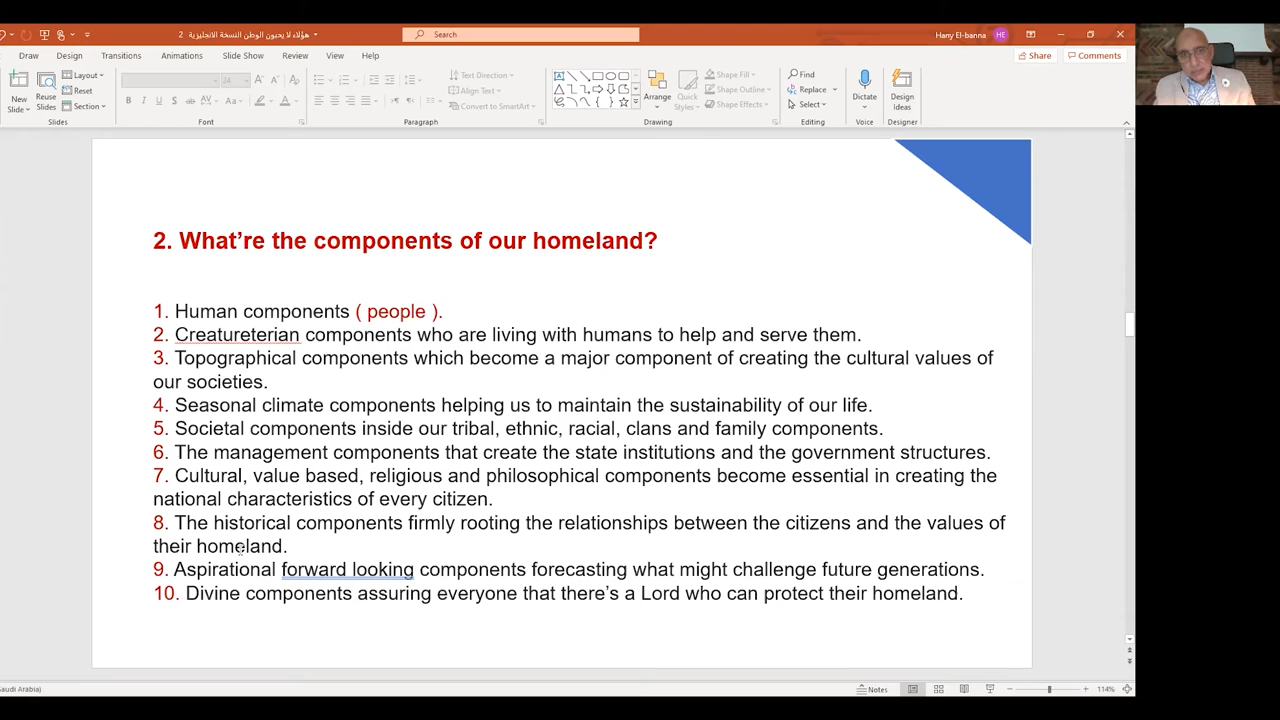 هؤلاء لا يحبون الوطن النسخة الانجليزية 2
Search
Hany El-banna
HE
Draw Design Transitions Animations Slide Show Review View Help
Share
Comments
New Slide
Reuse Slides
Layout
Reset
Section
Slides
24
B I U S ab AV Aa
Font
Text Direction
Align Text
Convert to SmartArt
Paragraph
Arrange
Quick Styles
Shape Fill
Shape Outline
Shape Effects
Drawing
Find
Replace
Select
Editing
Dictate
Voice
Design Ideas
Designer
2. What’re the components of our homeland?
1. Human components ( people ).
2. Creatureterian components who are living with humans to help and serve them.
3. Topographical components which become a major component of creating the cultural values of
our societies.
4. Seasonal climate components helping us to maintain the sustainability of our life.
5. Societal components inside our tribal, ethnic, racial, clans and family components.
6. The management components that create the state institutions and the government structures.
7. Cultural, value based, religious and philosophical components become essential in creating the
national characteristics of every citizen.
8. The historical components firmly rooting the relationships between the citizens and the values of
their homeland.
9. Aspirational forward looking components forecasting what might challenge future generations.
10. Divine components assuring everyone that there’s a Lord who can protect their homeland.
audi Arabia)
Notes
114%